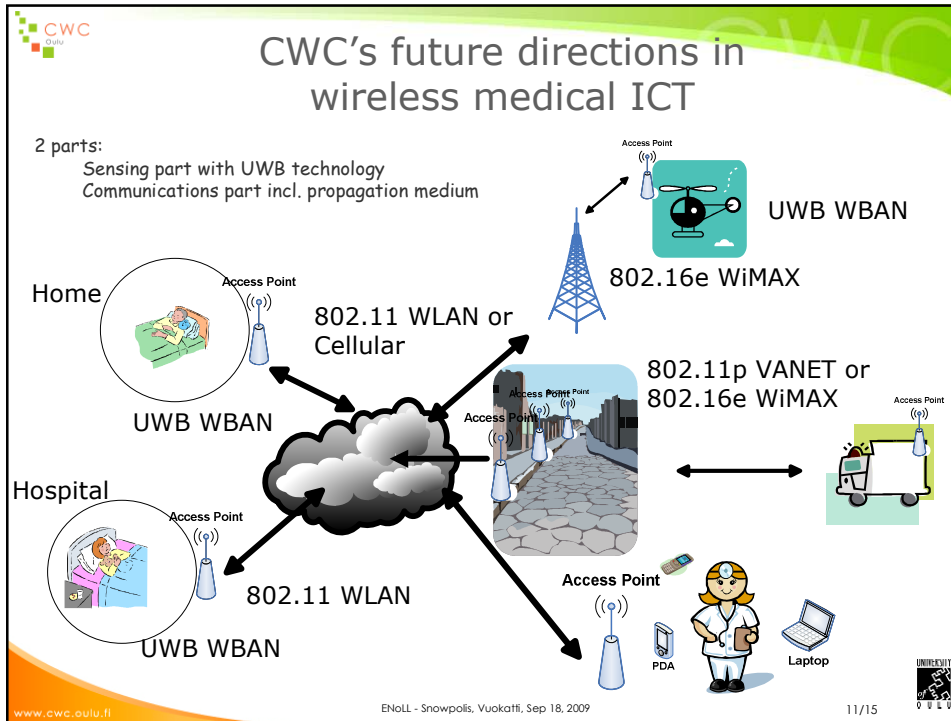 CWC
Oulu
CWC's future directions in
wireless medical ICT
2 parts:
Sensing part with UWB technology
Communications part incl. propagation medium
Access Point
UWB WBAN
802.16e WiMAX
Home
Access Point
802.11 WLAN or
Cellular
UWB WBAN
802.11p VANET or
802.16e WiMAX
Access Point
Access Point
Access Point
Access Point
Hospital
Access Point
802.11 WLAN
UWB WBAN
Access Point
PDA
Laptop
www.cwc.oulu.fi
ENoLL - Snowpolis, Vuokatti, Sep 18, 2009
11/15
UNIVERSITY
of
OULU